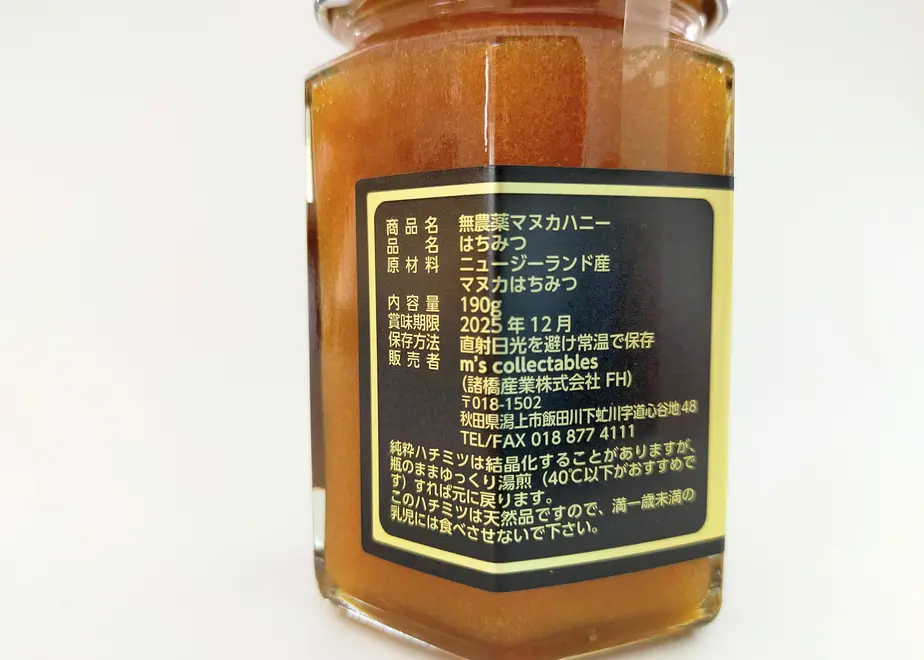 商品名 無農薬マヌカハニー
品名 はちみつ
原材料 ニュージーランド産
マヌカはちみつ
内容量 190g
賞味期限 2025年12月
保存方法 直射日光を避け常温で保存
販売者 m's collectables
(諸橋産業株式会社 FH)
〒018-1502
秋田県潟上市飯田川下虻川字道心谷地48
TEL/FAX 018 877 4111
純粋ハチミツは結晶化することがありますが、
瓶のままゆっくり湯煎（40℃以下がおすすめで
す）すれば元に戻ります。
このハチミツは天然品ですので、満一歳未満の
乳児には食べさせないで下さい。